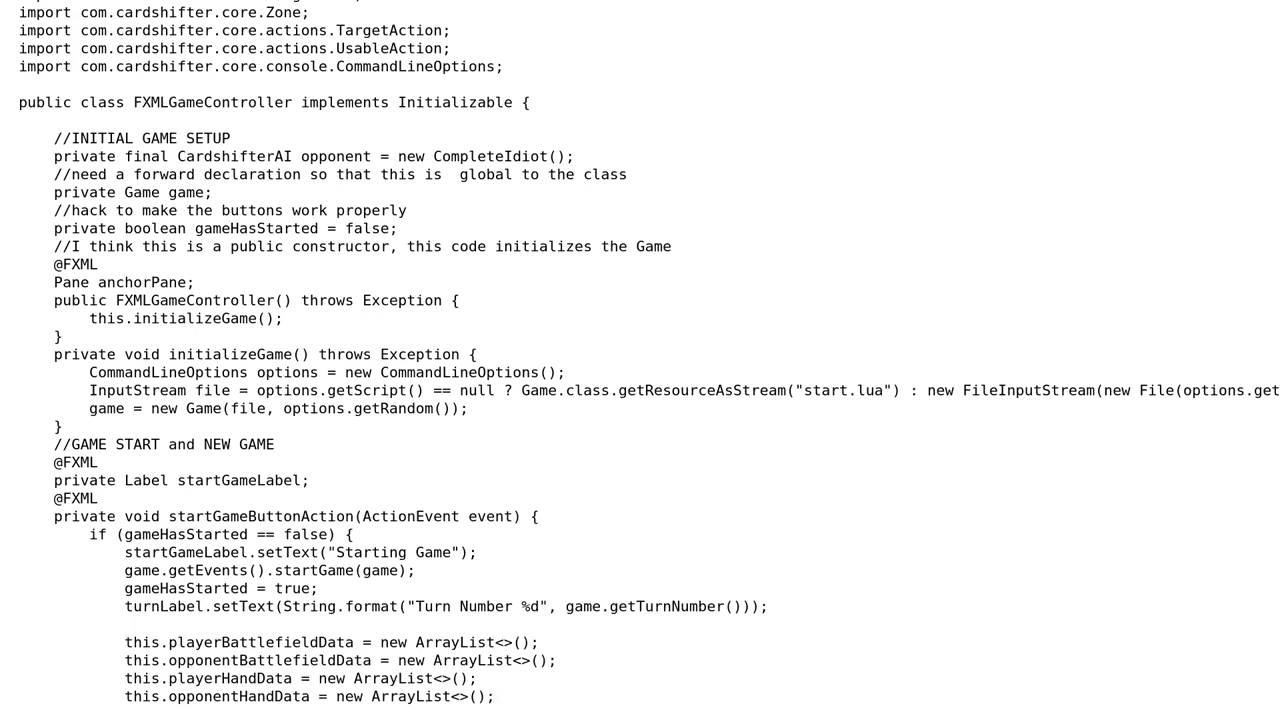 import com.cardshifter.core.Zone;
import com.cardshifter.core.actions.TargetAction;
import com.cardshifter.core.actions.UsableAction;
import com.cardshifter.core.console.CommandLineOptions;

public class FXMLGameController implements Initializable {

    //INITIAL GAME SETUP
    private final CardshifterAI opponent = new CompleteIdiot();
    //need a forward declaration so that this is  global to the class
    private Game game;
    //hack to make the buttons work properly
    private boolean gameHasStarted = false;
    //I think this is a public constructor, this code initializes the Game
    @FXML
    Pane anchorPane;
    public FXMLGameController() throws Exception {
        this.initializeGame();
    }
    private void initializeGame() throws Exception {
        CommandLineOptions options = new CommandLineOptions();
        InputStream file = options.getScript() == null ? Game.class.getResourceAsStream("start.lua") : new FileInputStream(new File(options.get
        game = new Game(file, options.getRandom());
    }
    //GAME START and NEW GAME
    @FXML
    private Label startGameLabel;
    @FXML
    private void startGameButtonAction(ActionEvent event) {
        if (gameHasStarted == false) {
            startGameLabel.setText("Starting Game");
            game.getEvents().startGame(game);
            gameHasStarted = true;
            turnLabel.setText(String.format("Turn Number %d", game.getTurnNumber()));

            this.playerBattlefieldData = new ArrayList<>();
            this.opponentBattlefieldData = new ArrayList<>();
            this.playerHandData = new ArrayList<>();
            this.opponentHandData = new ArrayList<>();